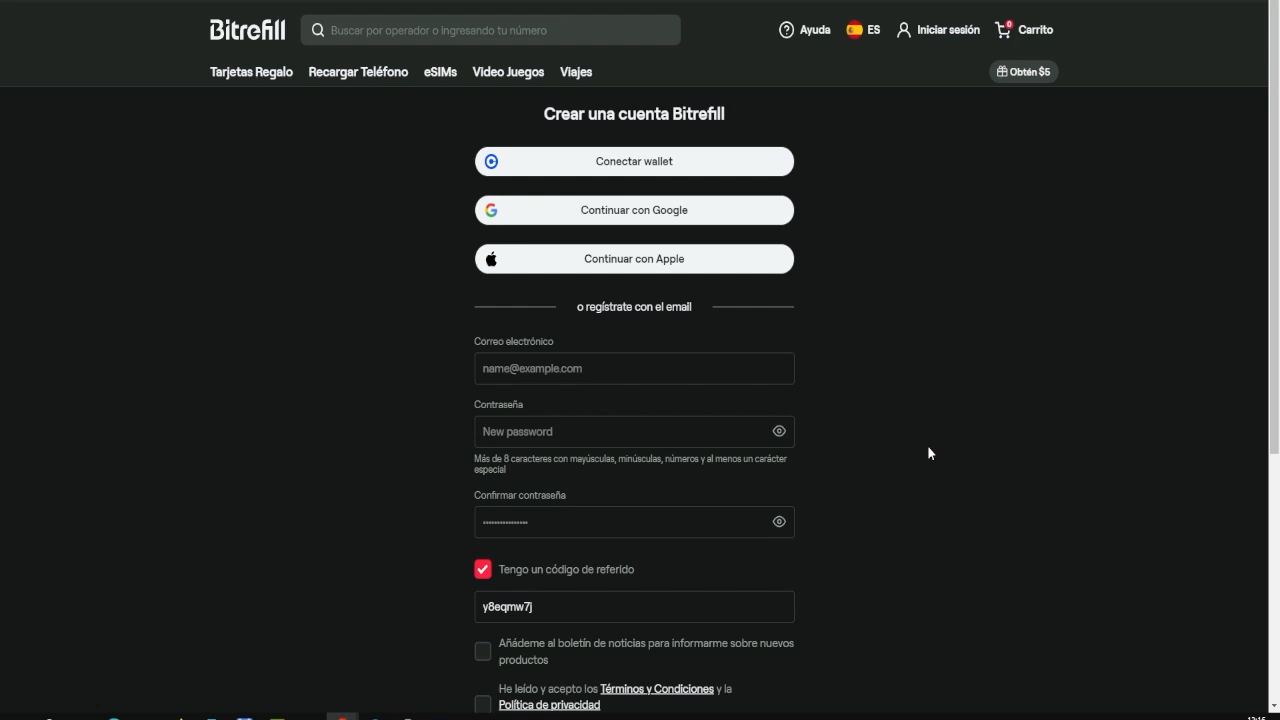 Bitrefill
Buscar por operador o ingresando tu número
Ayuda
ES
Iniciar sesión
0
Carrito
Tarjetas Regalo
Recargar Teléfono
eSIMs
Video Juegos
Viajes
Obtén $5
Crear una cuenta Bitrefill
Conectar wallet
Continuar con Google
Continuar con Apple
o regístrate con el email
Correo electrónico
name@example.com
Contraseña
New password
Más de 8 caracteres con mayúsculas, minúsculas, números y al menos un carácter
especial
Confirmar contraseña
Tengo un código de referido
y8eqmw7j
Añádeme al boletín de noticias para informarme sobre nuevos
productos
He leído y acepto los Términos y Condiciones y la
Política de privacidad